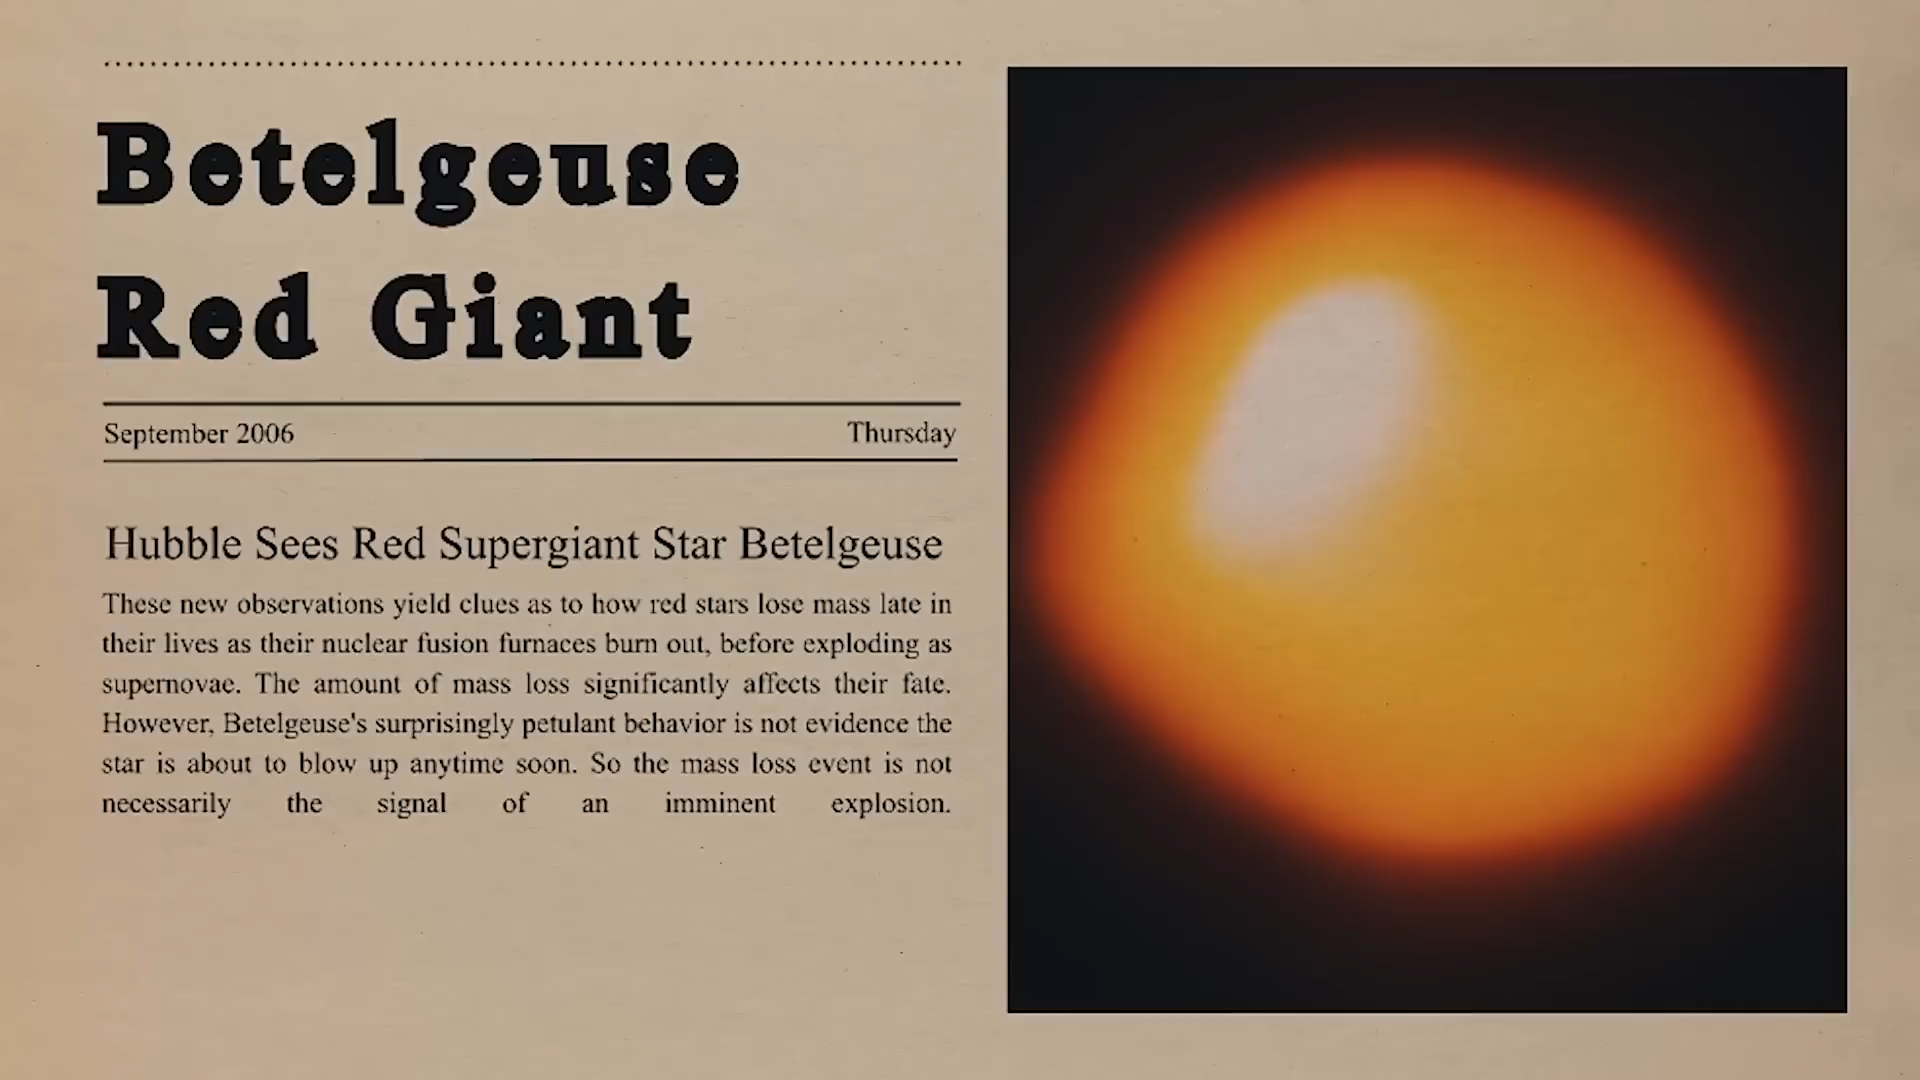 Betelgeuse
Red Giant
September 2006 Thursday
Hubble Sees Red Supergiant Star Betelgeuse
These new observations yield clues as to how red stars lose mass late in
their lives as their nuclear fusion furnaces burn out, before exploding as
supernovae. The amount of mass loss significantly affects their fate.
However, Betelgeuse's surprisingly petulant behavior is not evidence the
star is about to blow up anytime soon. So the mass loss event is not
necessarily the signal of an imminent explosion.